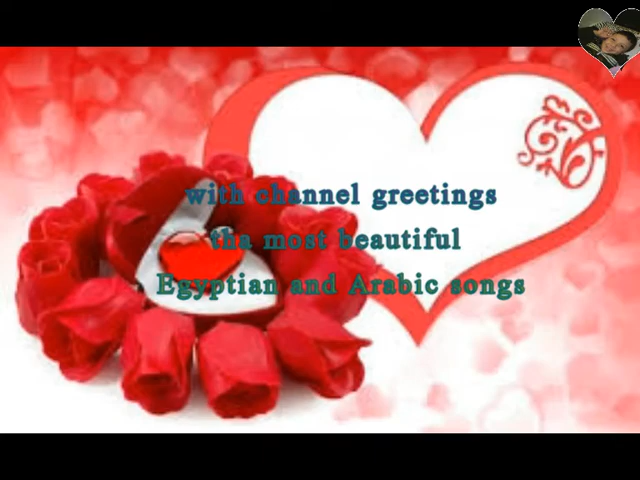 with channel greetings
tha most beautiful
Egyptian and Arabic songs